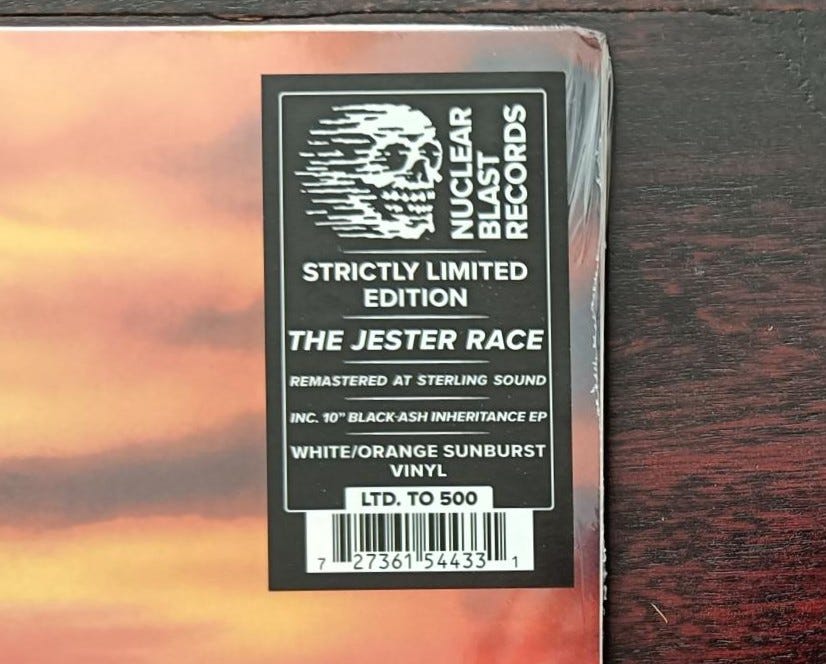 NUCLEAR
BLAST
RECORDS
STRICTLY LIMITED
EDITION
THE JESTER RACE
REMASTERED AT STERLING SOUND
INC. 10" BLACK-ASH INHERITANCE EP
WHITE/ORANGE SUNBURST
VINYL
LTD. TO 500
7 27361 54433 1